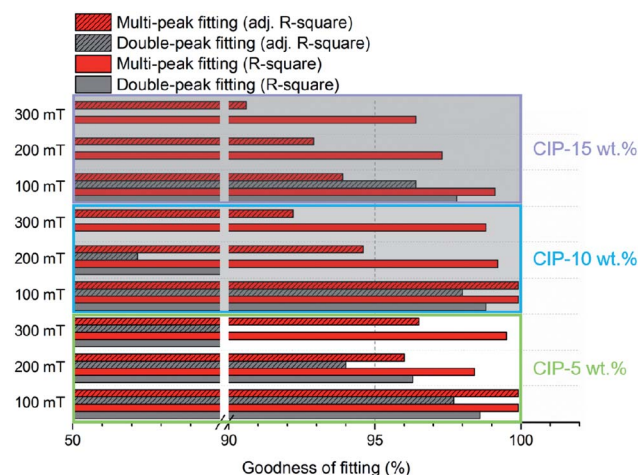 Multi-peak fitting (adj. R-square)
Double-peak fitting (adj. R-square)
Multi-peak fitting (R-square)
Double-peak fitting (R-square)
300 mT
200 mT
100 mT
CIP-15 wt.%
300 mT
200 mT
100 mT
CIP-10 wt.%
300 mT
200 mT
100 mT
CIP-5 wt.%
50 90 95 100
Goodness of fitting (%)